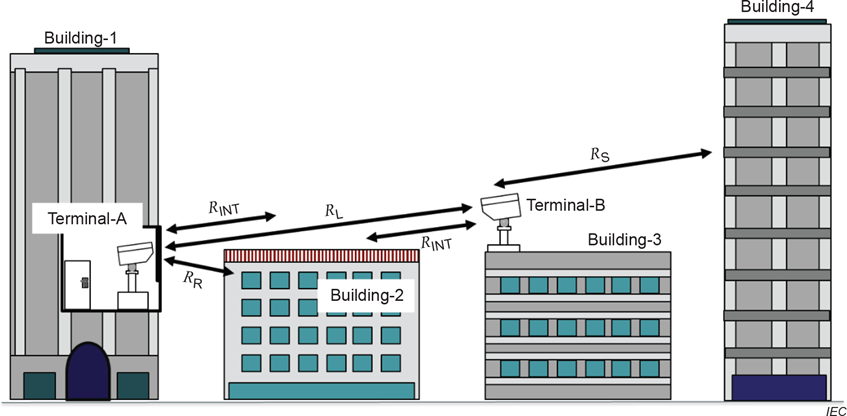 Building-4
Building-1
R_S
Terminal-A
R_INT
R_L
Terminal-B
R_INT
Building-3
R_R
Building-2
IEC